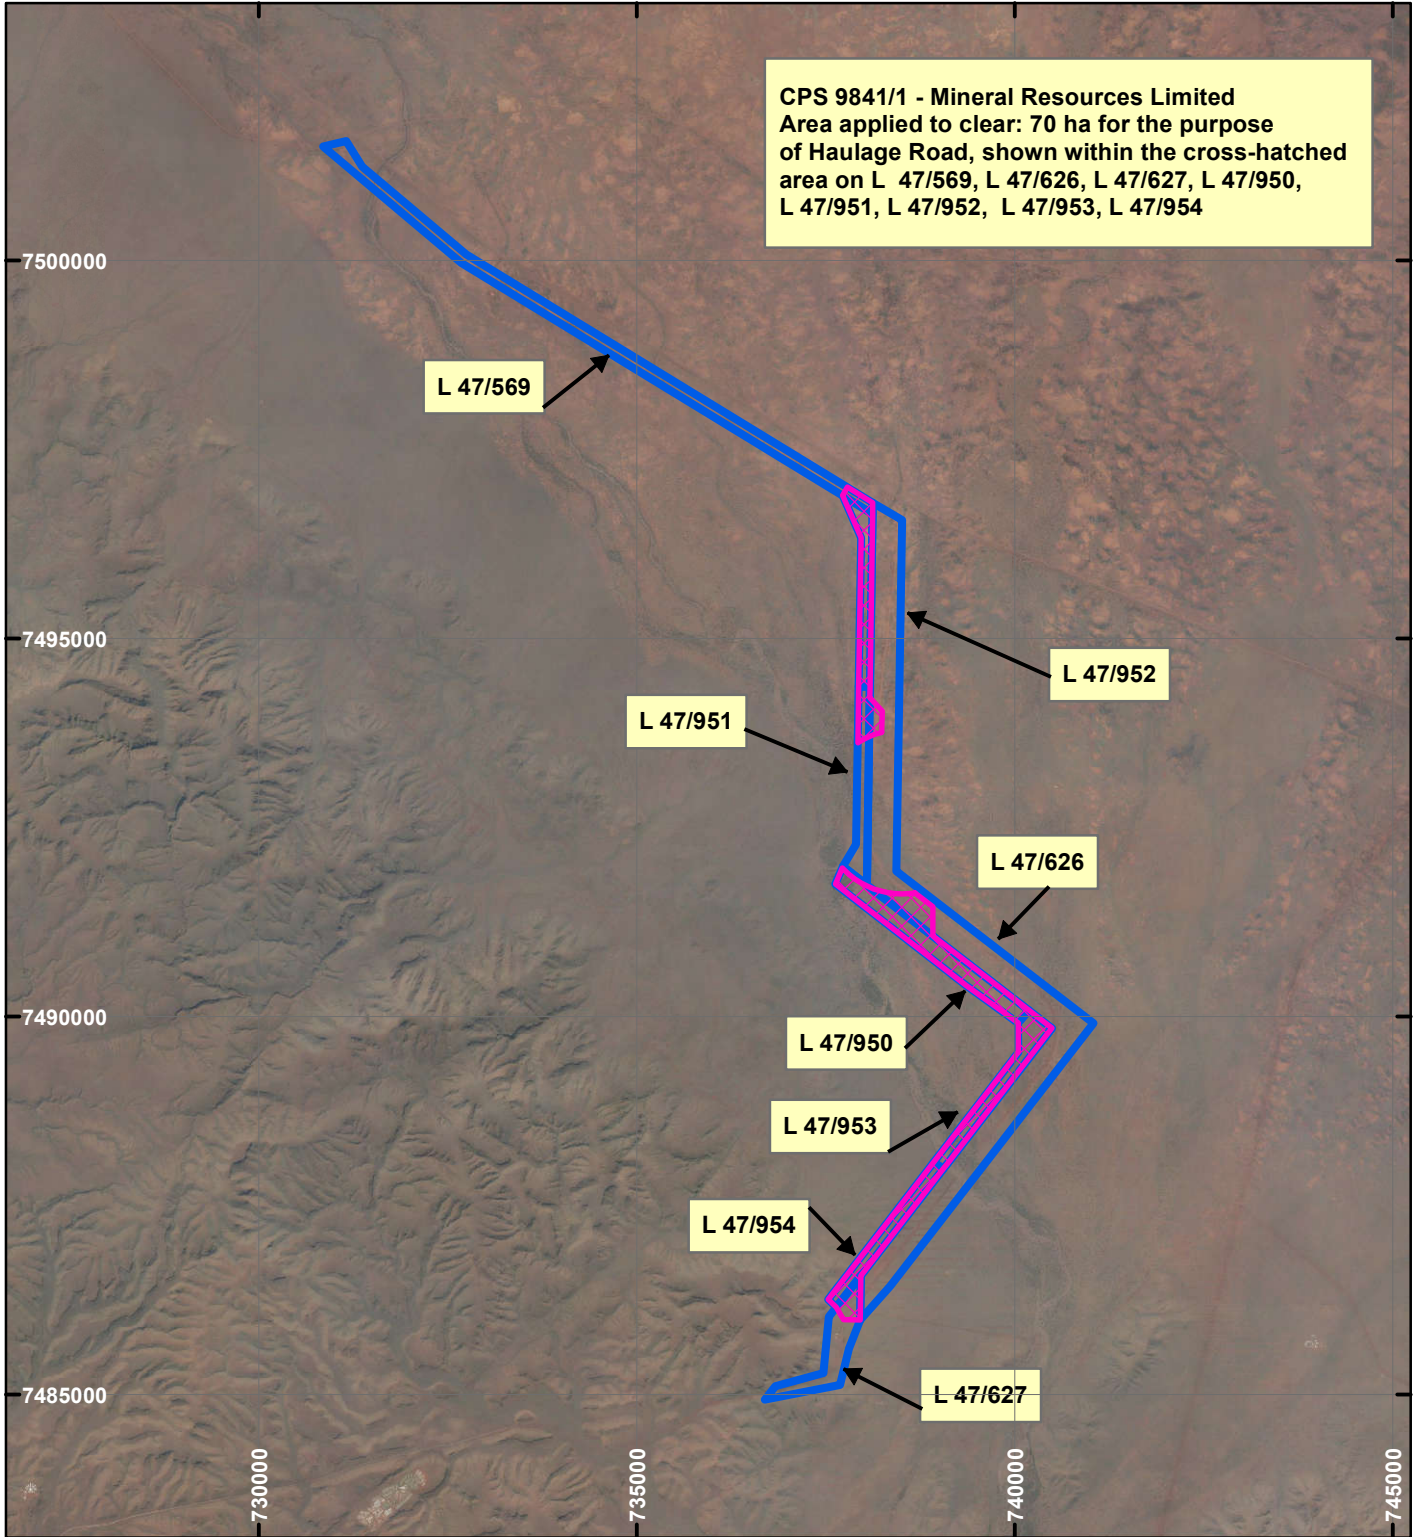 CPS 9841/1 - Mineral Resources Limited
Area applied to clear: 70 ha for the purpose
of Haulage Road, shown within the cross-hatched
area on L  47/569, L 47/626, L 47/627, L 47/950,
L 47/951, L 47/952,  L 47/953, L 47/954
7500000
L 47/569
7495000
L 47/952
L 47/951
L 47/626
7490000
L 47/950
L 47/953
L 47/954
7485000
L 47/627
730000
735000
740000
745000